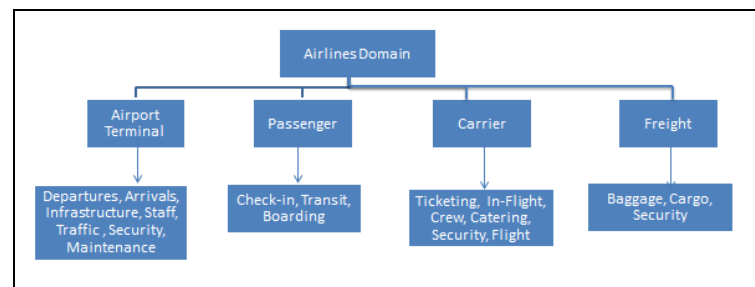 Airlines Domain
Airport
Terminal
Passenger
Carrier
Freight
Departures, Arrivals,
Infrastructure, Staff,
Traffic , Security,
Maintenance
Check-in, Transit,
Boarding
Ticketing, In-Flight,
Crew, Catering,
Security, Flight
Baggage, Cargo,
Security